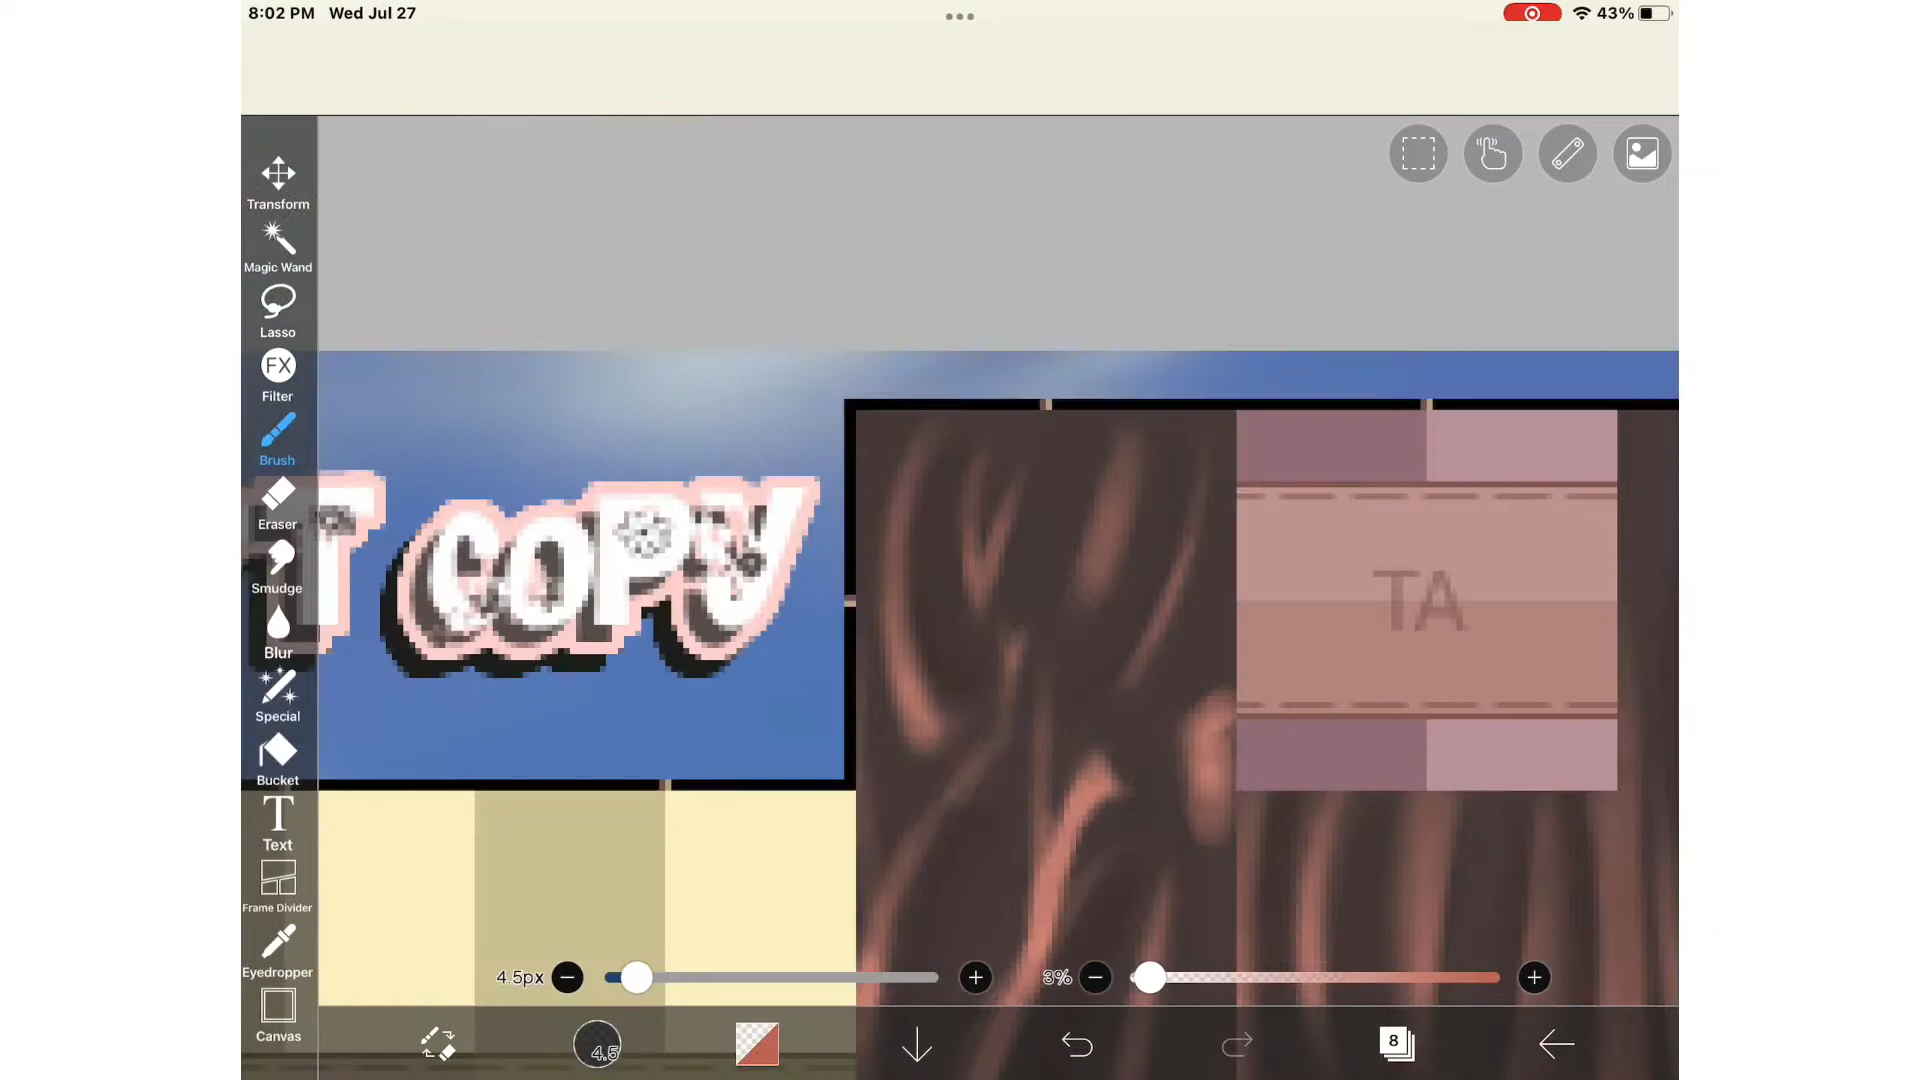 8:02 PM Wed Jul 27
43%
Transform
Magic Wand
Lasso
FX
Filter
Brush
Eraser
Smudge
Blur
Special
Bucket
T
Text
Frame Divider
Eyedropper
Canvas
T COPY
TA
4.5px
3%
4.5
8